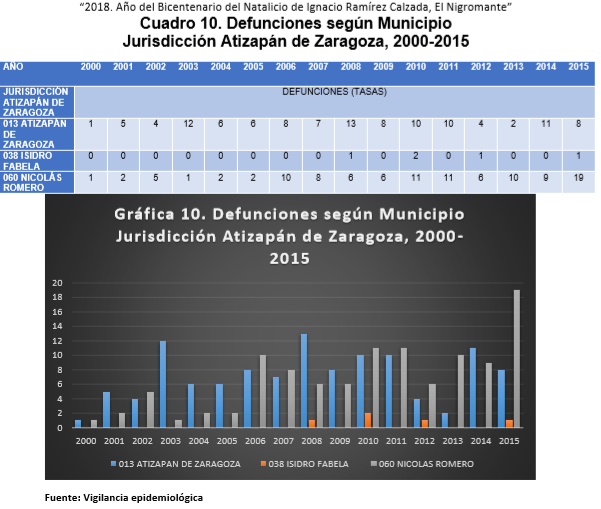 “2018. Año del Bicentenario del Natalicio de Ignacio Ramírez Calzada, El Nigromante”
Cuadro 10. Defunciones según Municipio
Jurisdicción Atizapán de Zaragoza, 2000-2015
AÑO 2000 2001 2002 2003 2004 2005 2006 2007 2008 2009 2010 2011 2012 2013 2014 2015
JURISDICCIÓN
ATIZAPÁN DE
ZARAGOZA
DEFUNCIONES (TASAS)
013 ATIZAPÁN
DE
ZARAGOZA
1 5 4 12 6 6 8 7 13 8 10 10 4 2 11 8
038 ISIDRO
FABELA
0 0 0 0 0 0 0 0 1 0 2 0 1 0 0 1
060 NICOLÁS
ROMERO
1 2 5 1 2 2 10 8 6 6 11 11 6 10 9 19
Gráfica 10. Defunciones según Municipio
Jurisdicción Atizapán de Zaragoza, 2000-
2015
20
18
16
14
12
10
8
6
4
2
0
2000 2001 2002 2003 2004 2005 2006 2007 2008 2009 2010 2011 2012 2013 2014 2015
013 ATIZAPAN DE ZARAGOZA 038 ISIDRO FABELA 060 NICOLAS ROMERO
Fuente: Vigilancia epidemiológica